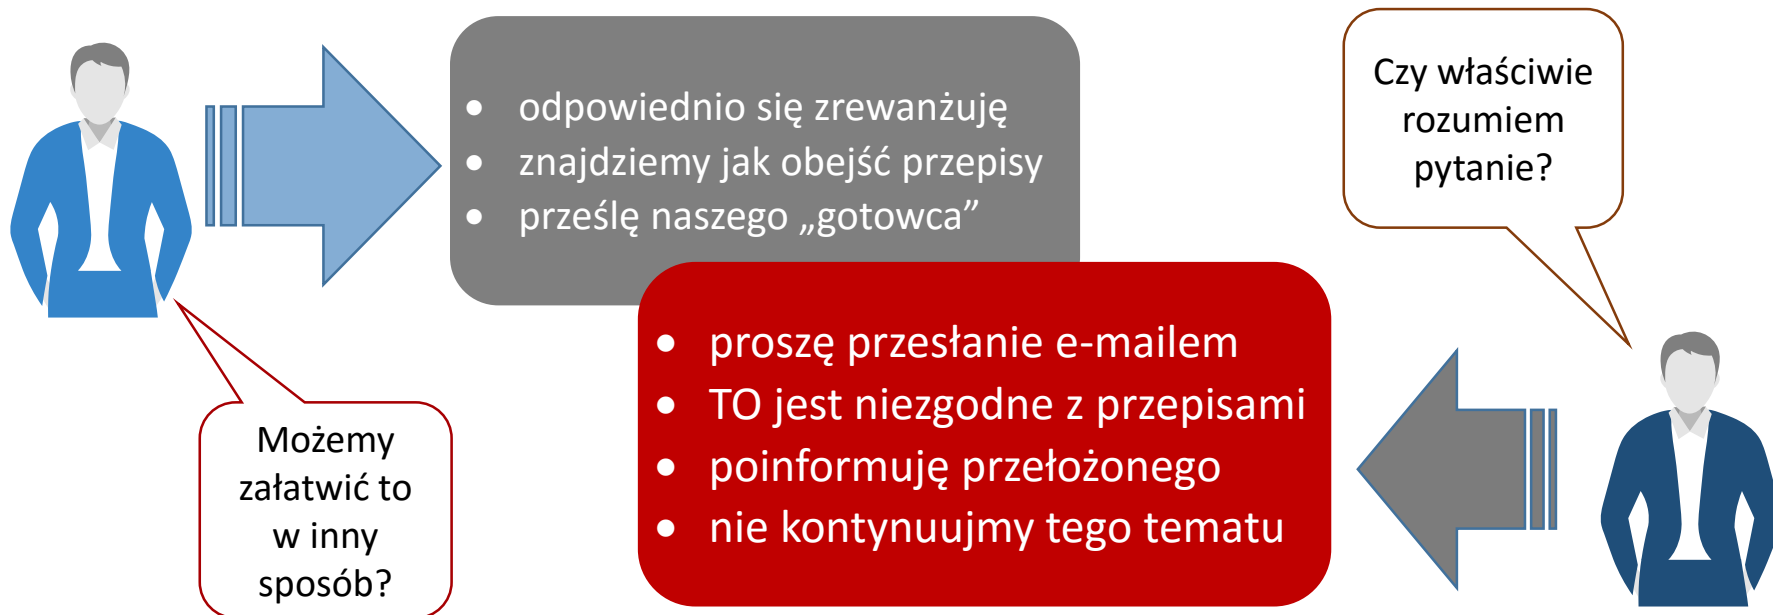 • odpowiednio się zrewanżuję
• znajdziemy jak obejść przepisy
• prześlę naszego „gotowca”
Czy właściwie
rozumiem
pytanie?
• proszę przesłanie e-mailem
• TO jest niezgodne z przepisami
• poinformuję przełożonego
• nie kontynuujmy tego tematu
Możemy
załatwić to
w inny
sposób?